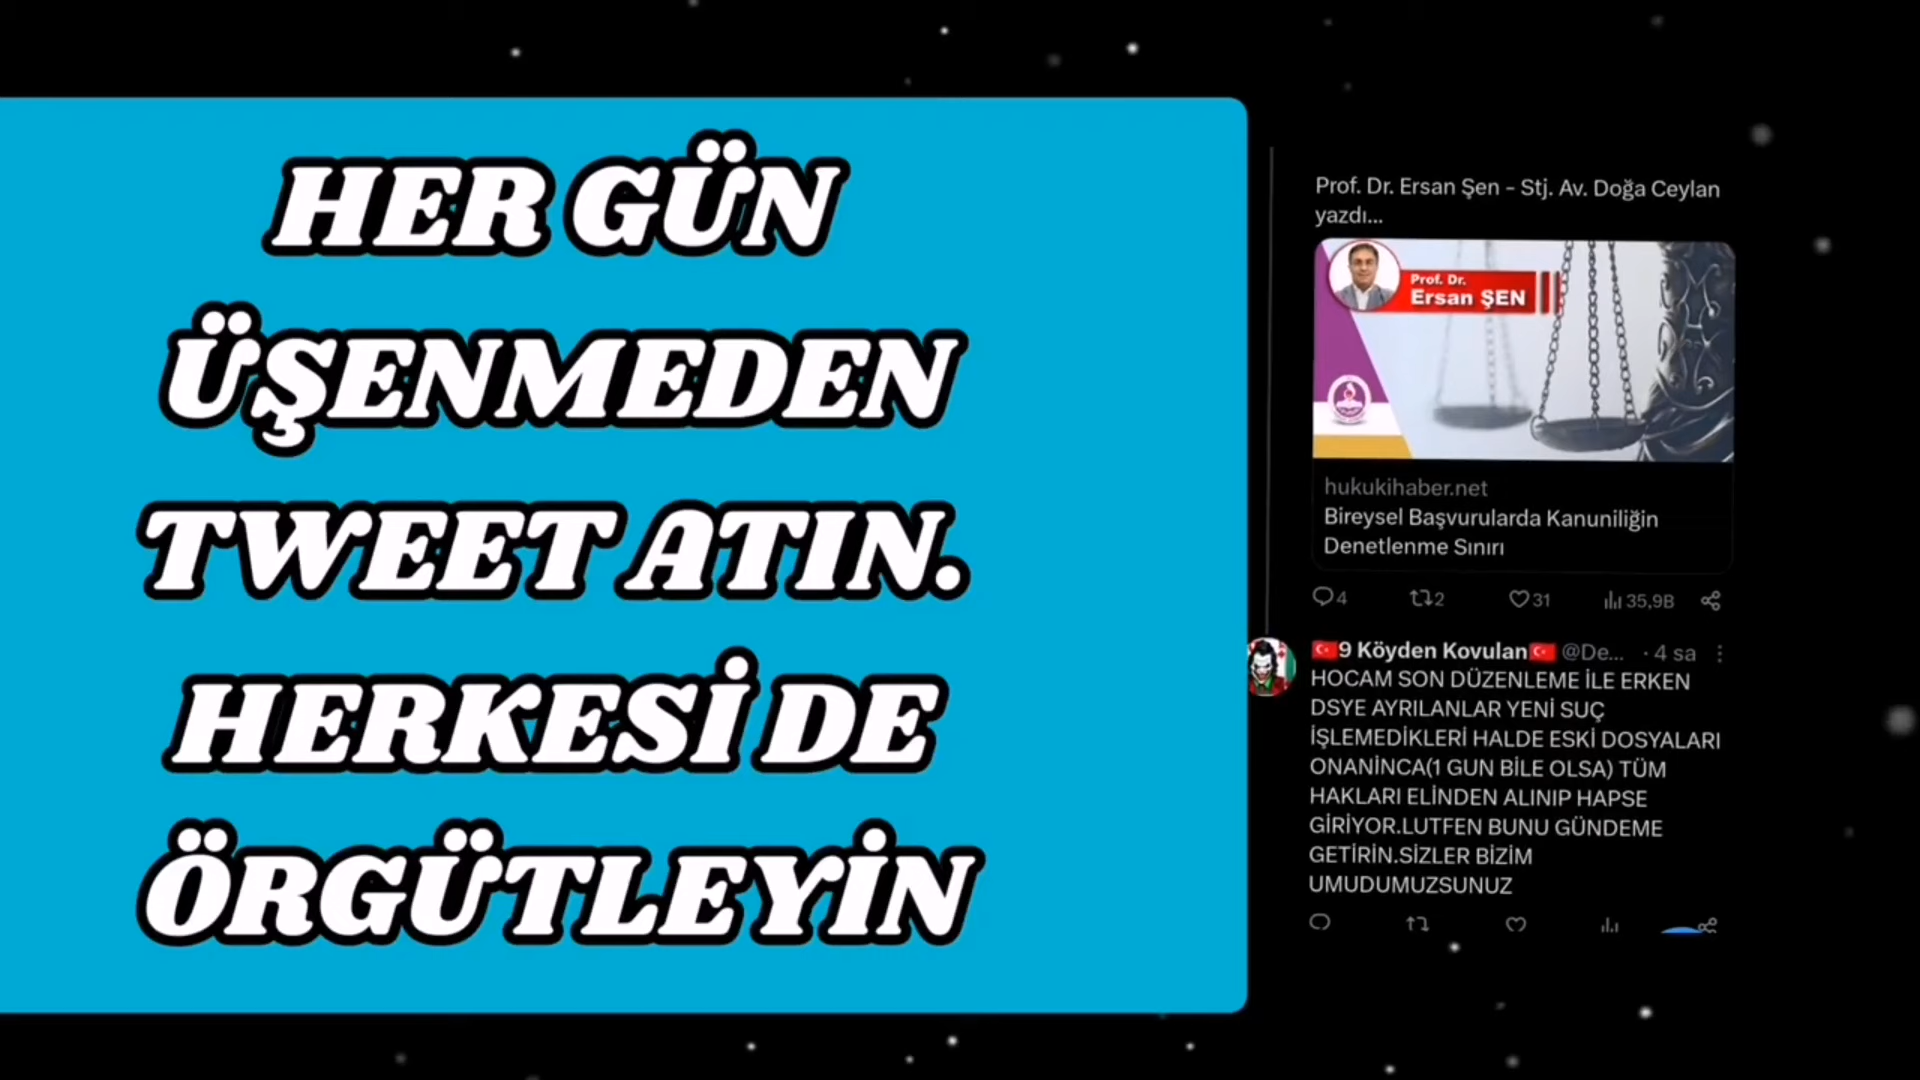 HER GÜN
ÜŞENMEDEN
TWEET ATIN.
HERKESİ DE
ÖRGÜTLEYİN
Prof. Dr. Ersan Şen - Stj. Av. Doğa Ceylan
yazdı...
Prof. Dr.
Ersan ŞEN
hukukihaber.net
Bireysel Başvurularda Kanuniliğin
Denetlenme Sınırı
4 2 31 35,9B
9 Köyden Kovulan @De... · 4 sa
HOCAM SON DÜZENLEME İLE ERKEN
DSYE AYRILANLAR YENİ SUÇ
İŞLEMEDİKLERİ HALDE ESKİ DOSYALARI
ONANİNCA(1 GUN BİLE OLSA) TÜM
HAKLARI ELİNDEN ALINIP HAPSE
GİRİYOR.LUTFEN BUNU GÜNDEME
GETİRİN.SİZLER BİZİM
UMUDUMUZSUNUZ